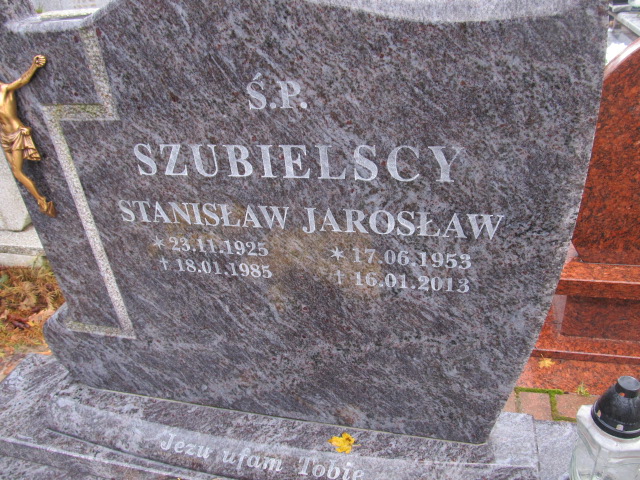 Ś.P.
SZUBIELSCY
STANISŁAW JAROSŁAW
*23.11.1925 *17.06.1953
†18.01.1985 †16.01.2013
Jezu ufam Tobie